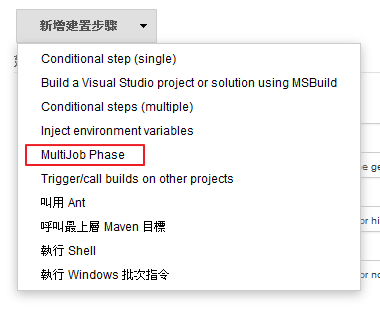 新增建置步驟
Conditional step (single)
Build a Visual Studio project or solution using MSBuild
Conditional steps (multiple)
Inject environment variables
MultiJob Phase
Trigger/call builds on other projects
叫用 Ant
呼叫最上層 Maven 目標
執行 Shell
執行 Windows 批次指令